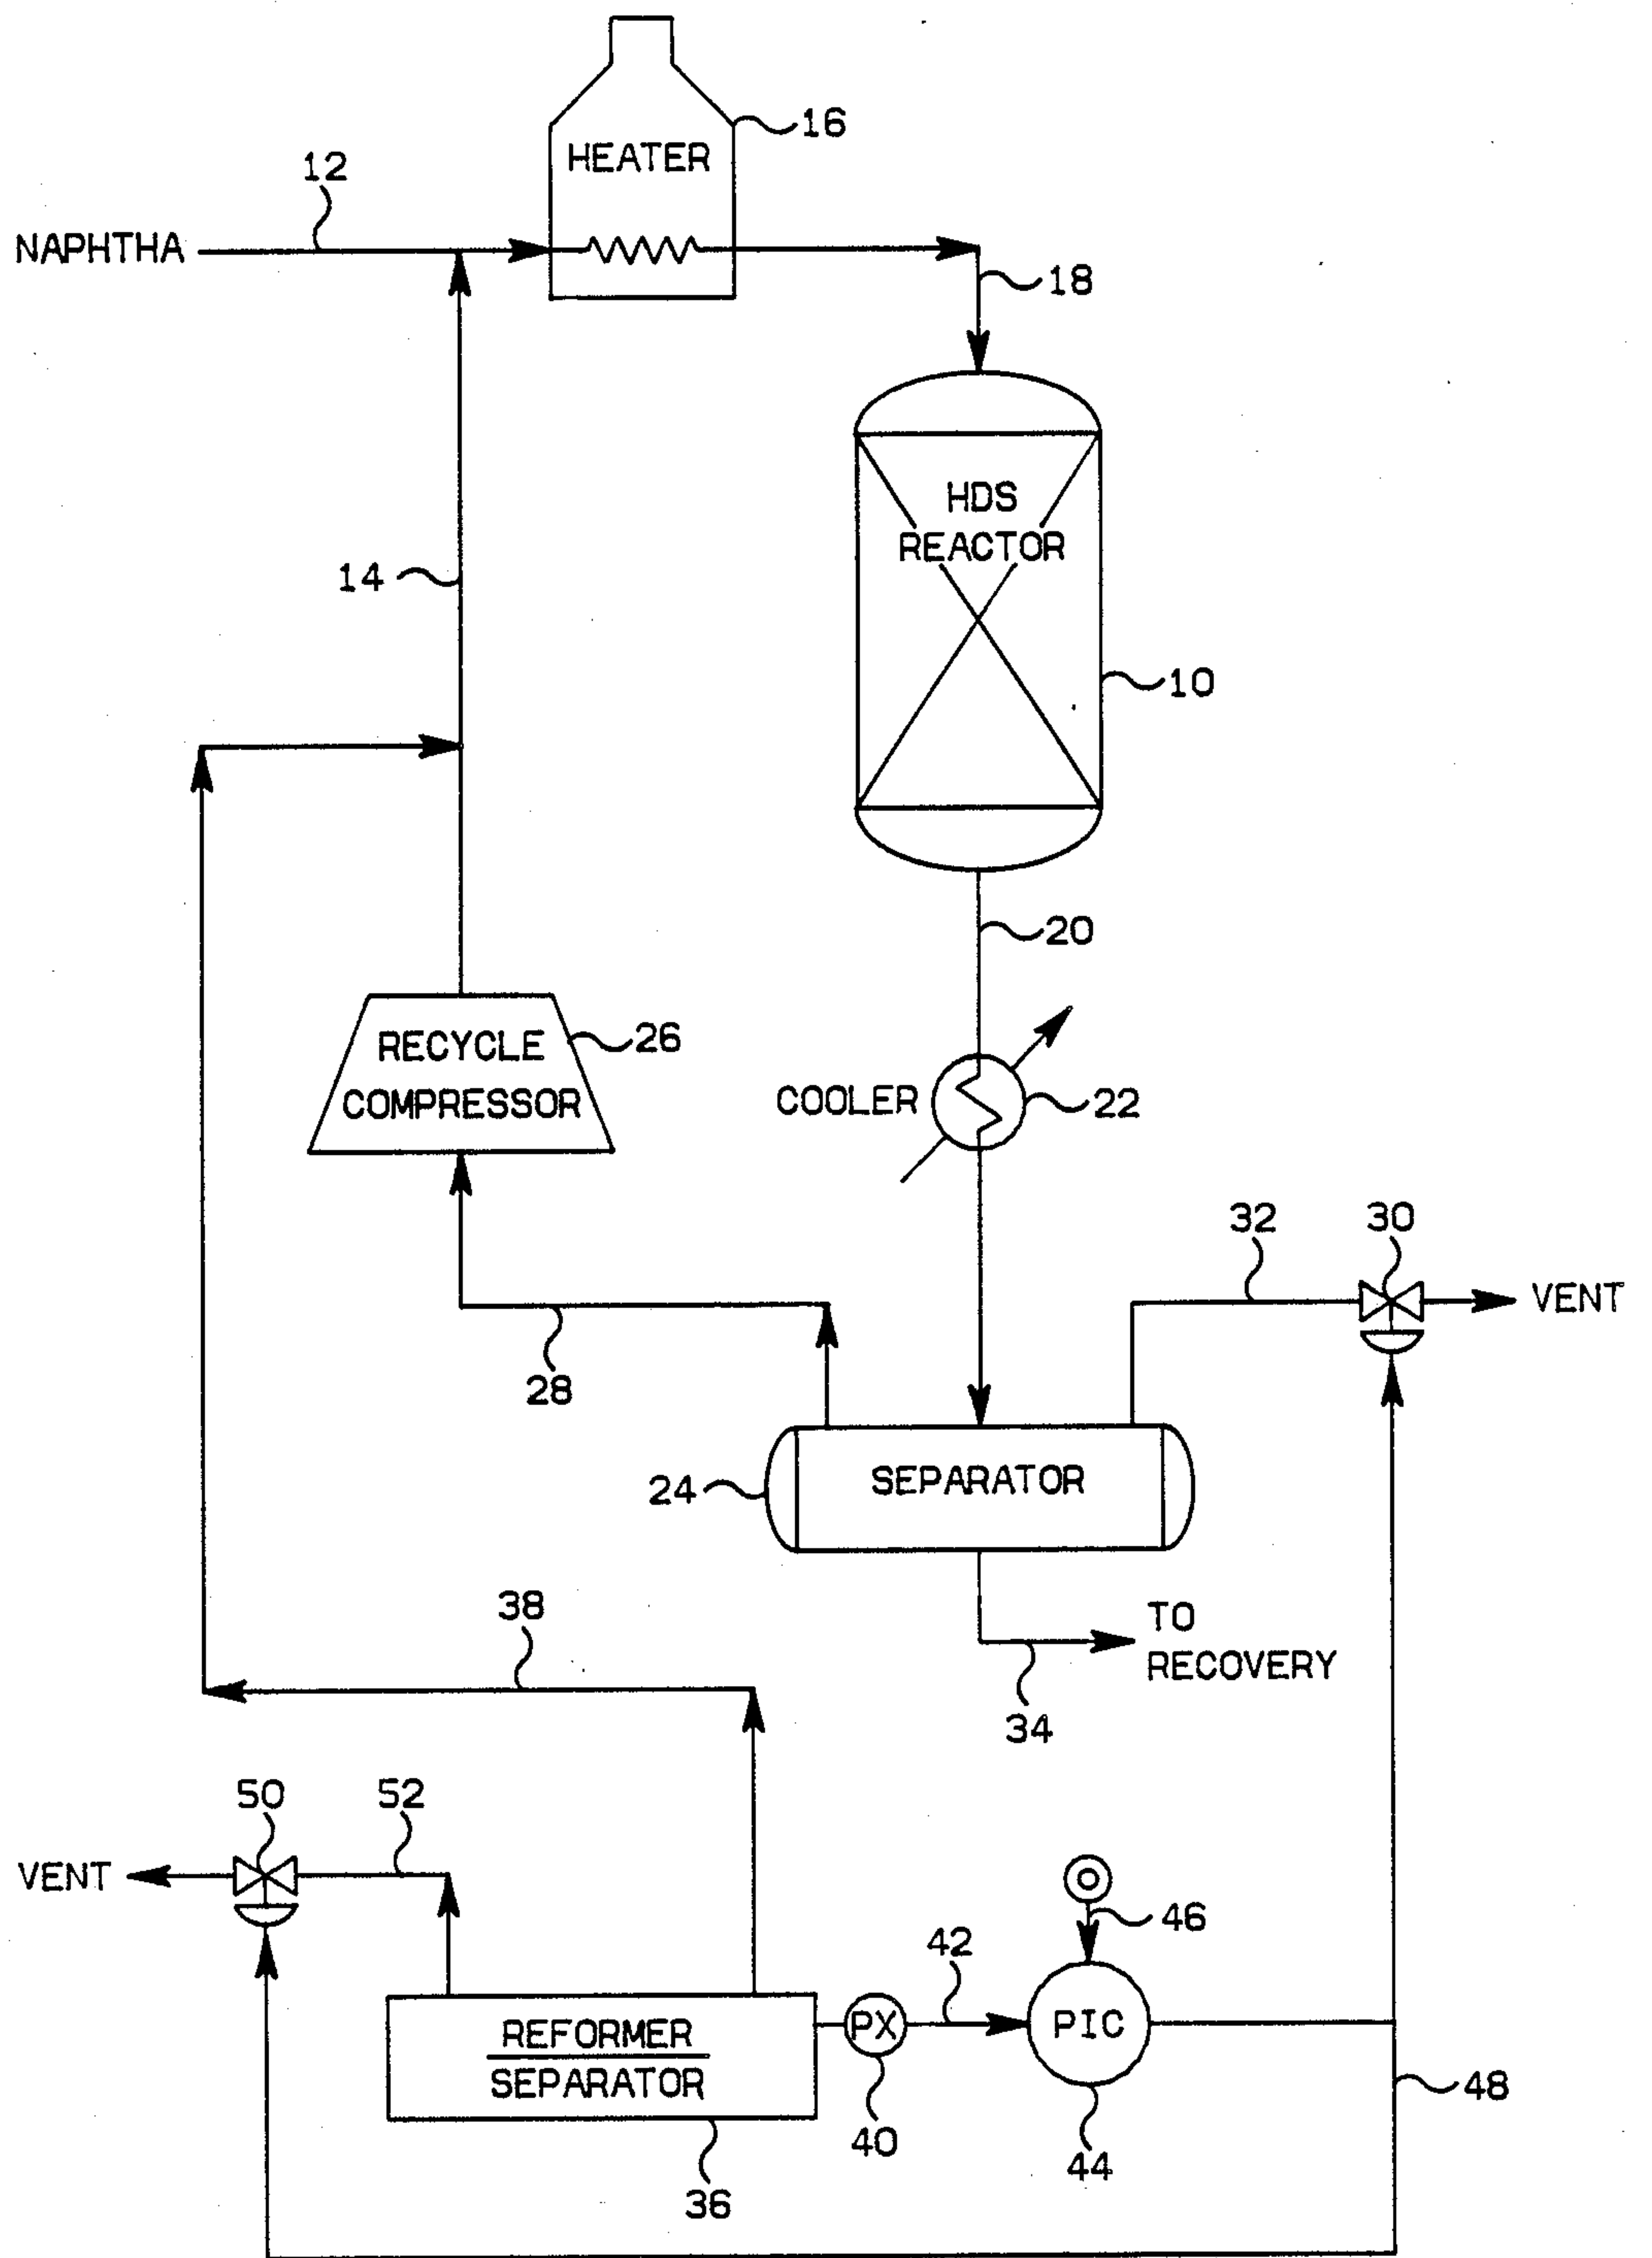 16
HEATER
12
NAPHTHA
18
HDS
REACTOR
14
10
20
RECYCLE
COMPRESSOR
26
COOLER
22
32
30
VENT
28
24
SEPARATOR
38
TO
RECOVERY
34
50
52
VENT
46
42
REFORMER
SEPARATOR
PX
PIC
48
40
44
36